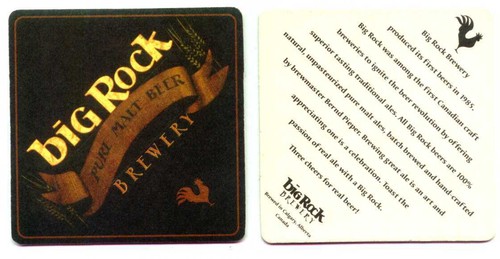 big Rock
PURE MALT BEER
BREWERY
Big Rock Brewery
produced its first beers in 1985.
Big Rock was among the first Canadian craft
breweries to ignite the beer revolution by offering
superior tasting traditional ales. All Big Rock beers are 100%
natural, unpasteurized pure malt ales, batch brewed and hand-crafted
by brewmaster Bernd Pieper. Brewing great ale is an art and
appreciating one is a celebration. Toast the
passion of real ale with a Big Rock.
Three cheers for real beer!
big Rock
BREWERY
Brewed in Calgary, Alberta
Canada